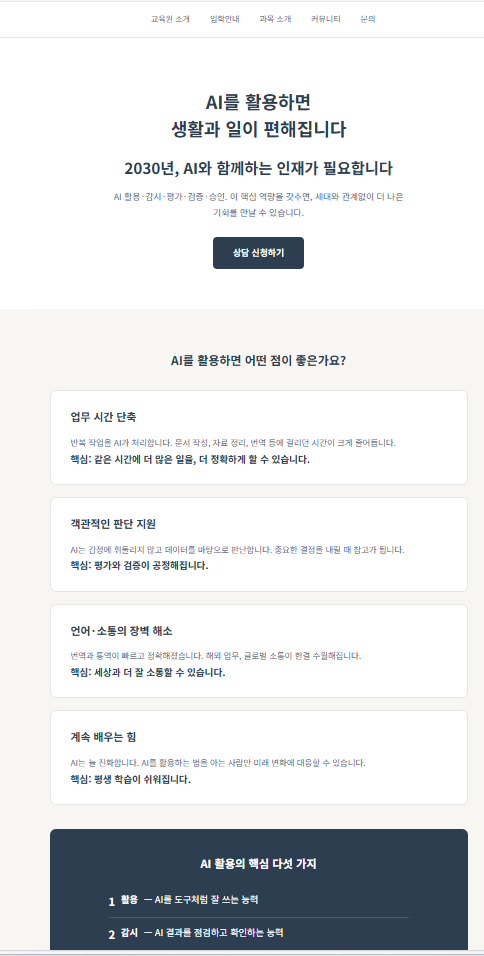 교육원 소개 입학안내 과목 소개 커뮤니티 문의
AI를 활용하면
생활과 일이 편해집니다
2030년, AI와 함께하는 인재가 필요합니다
AI 활용·감시·평가·검증·승인. 이 핵심 역량을 갖추면, 세대와 관계없이 더 나은
기회를 만날 수 있습니다.
상담 신청하기
AI를 활용하면 어떤 점이 좋은가요?
업무 시간 단축
반복 작업을 AI가 처리합니다. 문서 작성, 자료 정리, 번역 등에 걸리던 시간이 크게 줄어듭니다.
핵심: 같은 시간에 더 많은 일을, 더 정확하게 할 수 있습니다.
객관적인 판단 지원
AI는 감정에 휘둘리지 않고 데이터를 바탕으로 판단합니다. 중요한 결정을 내릴 때 참고가 됩니다.
핵심: 평가와 검증이 공정해집니다.
언어·소통의 장벽 해소
번역과 통역이 빠르고 정확해졌습니다. 해외 업무, 글로벌 소통이 한결 수월해집니다.
핵심: 세상과 더 잘 소통할 수 있습니다.
계속 배우는 힘
AI는 늘 진화합니다. AI를 활용하는 법을 아는 사람만 미래 변화에 대응할 수 있습니다.
핵심: 평생 학습이 쉬워집니다.
AI 활용의 핵심 다섯 가지
1 활용 — AI를 도구처럼 잘 쓰는 능력
2 감시 — AI 결과를 점검하고 확인하는 능력